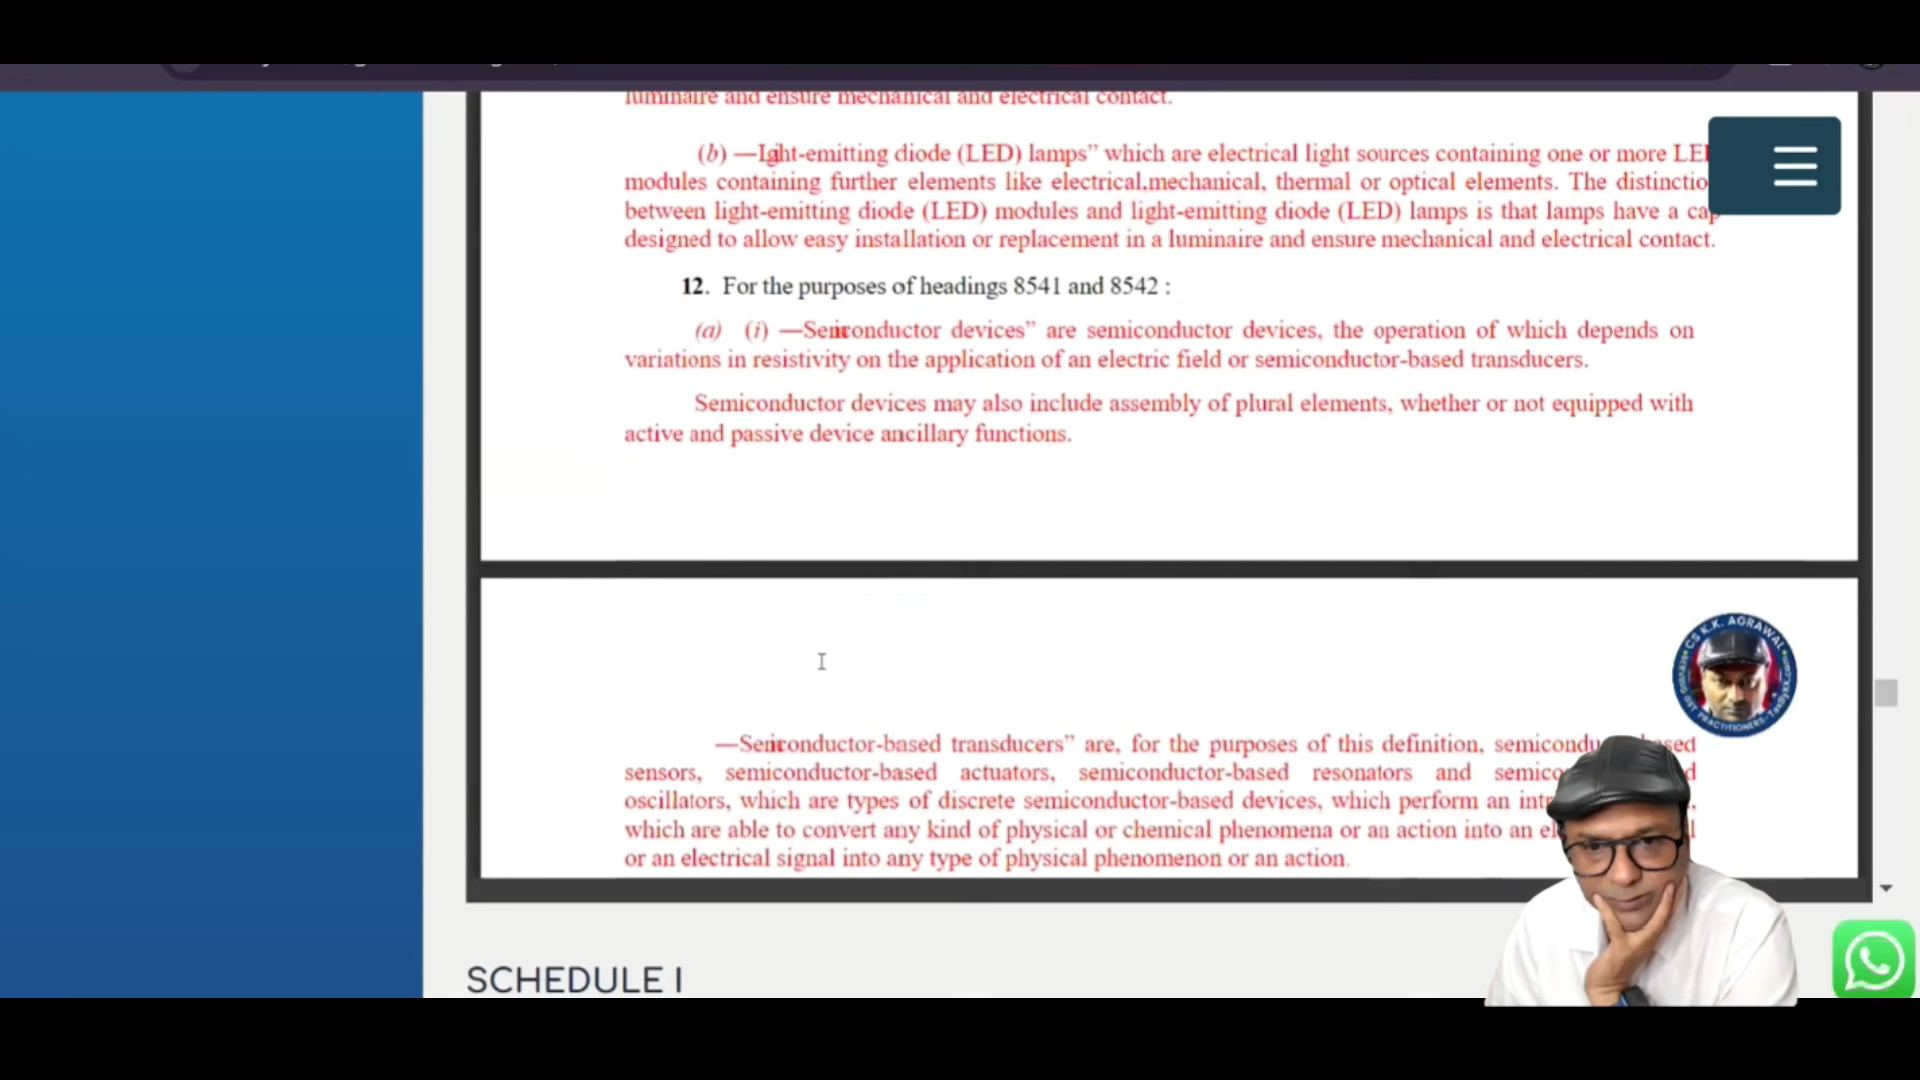 luminaire and ensure mechanical and electrical contact.
(b) —Light-emitting diode (LED) lamps” which are electrical light sources containing one or more
modules containing further elements like electrical,mechanical, thermal or optical elements. The
between light-emitting diode (LED) modules and light-emitting diode (LED) lamps is that lamps have a cap
designed to allow easy installation or replacement in a luminaire and ensure mechanical and electrical contact.
12. For the purposes of headings 8541 and 8542 :
(a) (i) —Semiconductor devices” are semiconductor devices, the operation of which depends on
variations in resistivity on the application of an electric field or semiconductor-based transducers.
Semiconductor devices may also include assembly of plural elements, whether or not equipped with
active and passive device ancillary functions.
CS K.K. AGRAWAL
GST PRACTITIONERS
—Semiconductor-based transducers” are, for the purposes of this definition,
sensors, semiconductor-based actuators, semiconductor-based resonators and
oscillators, which are types of discrete semiconductor-based devices, which perform an
which are able to convert any kind of physical or chemical phenomena or an action into an
or an electrical signal into any type of physical phenomenon or an action.
SCHEDULE I